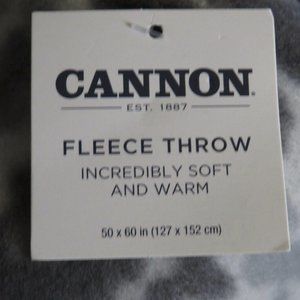 CANNON
EST. 1887
FLEECE THROW
INCREDIBLY SOFT
AND WARM
50 x 60 in (127 x 152 cm)